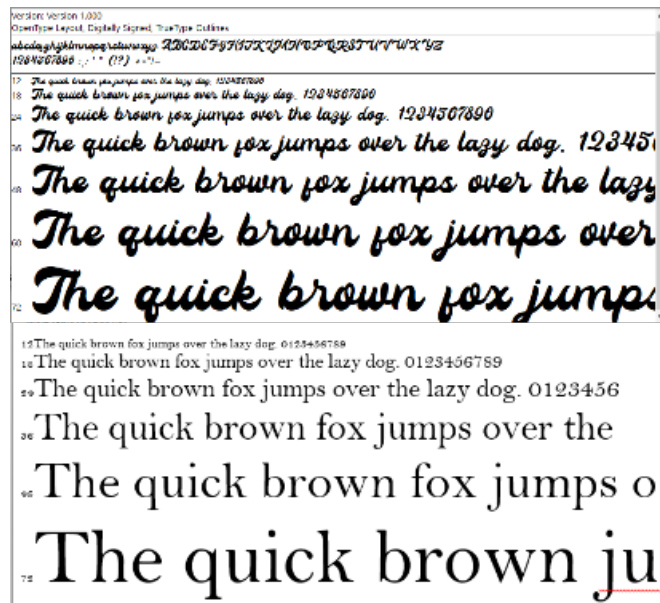 Version: Version 1.000
OpenType Layout, Digitally Signed, TrueType Outlines
abcdefghijklmnopqrstuvwxyz ABCDEFGHIJKLMNOPQRSTUVWXYZ
1234567890 .:,;
12 The quick brown fox jumps over the lazy dog. 1234567890
18 The quick brown fox jumps over the lazy dog. 1234567890
24 The quick brown fox jumps over the lazy dog. 1234567890
36 The quick brown fox jumps over the lazy dog. 12345
48 The quick brown fox jumps over the lazy
60 The quick brown fox jumps over
72 The quick brown fox jumps
12 The quick brown fox jumps over the lazy dog. 0123456789
18 The quick brown fox jumps over the lazy dog. 0123456789
24 The quick brown fox jumps over the lazy dog. 0123456
36 The quick brown fox jumps over the
48 The quick brown fox jumps o
72 The quick brown ju